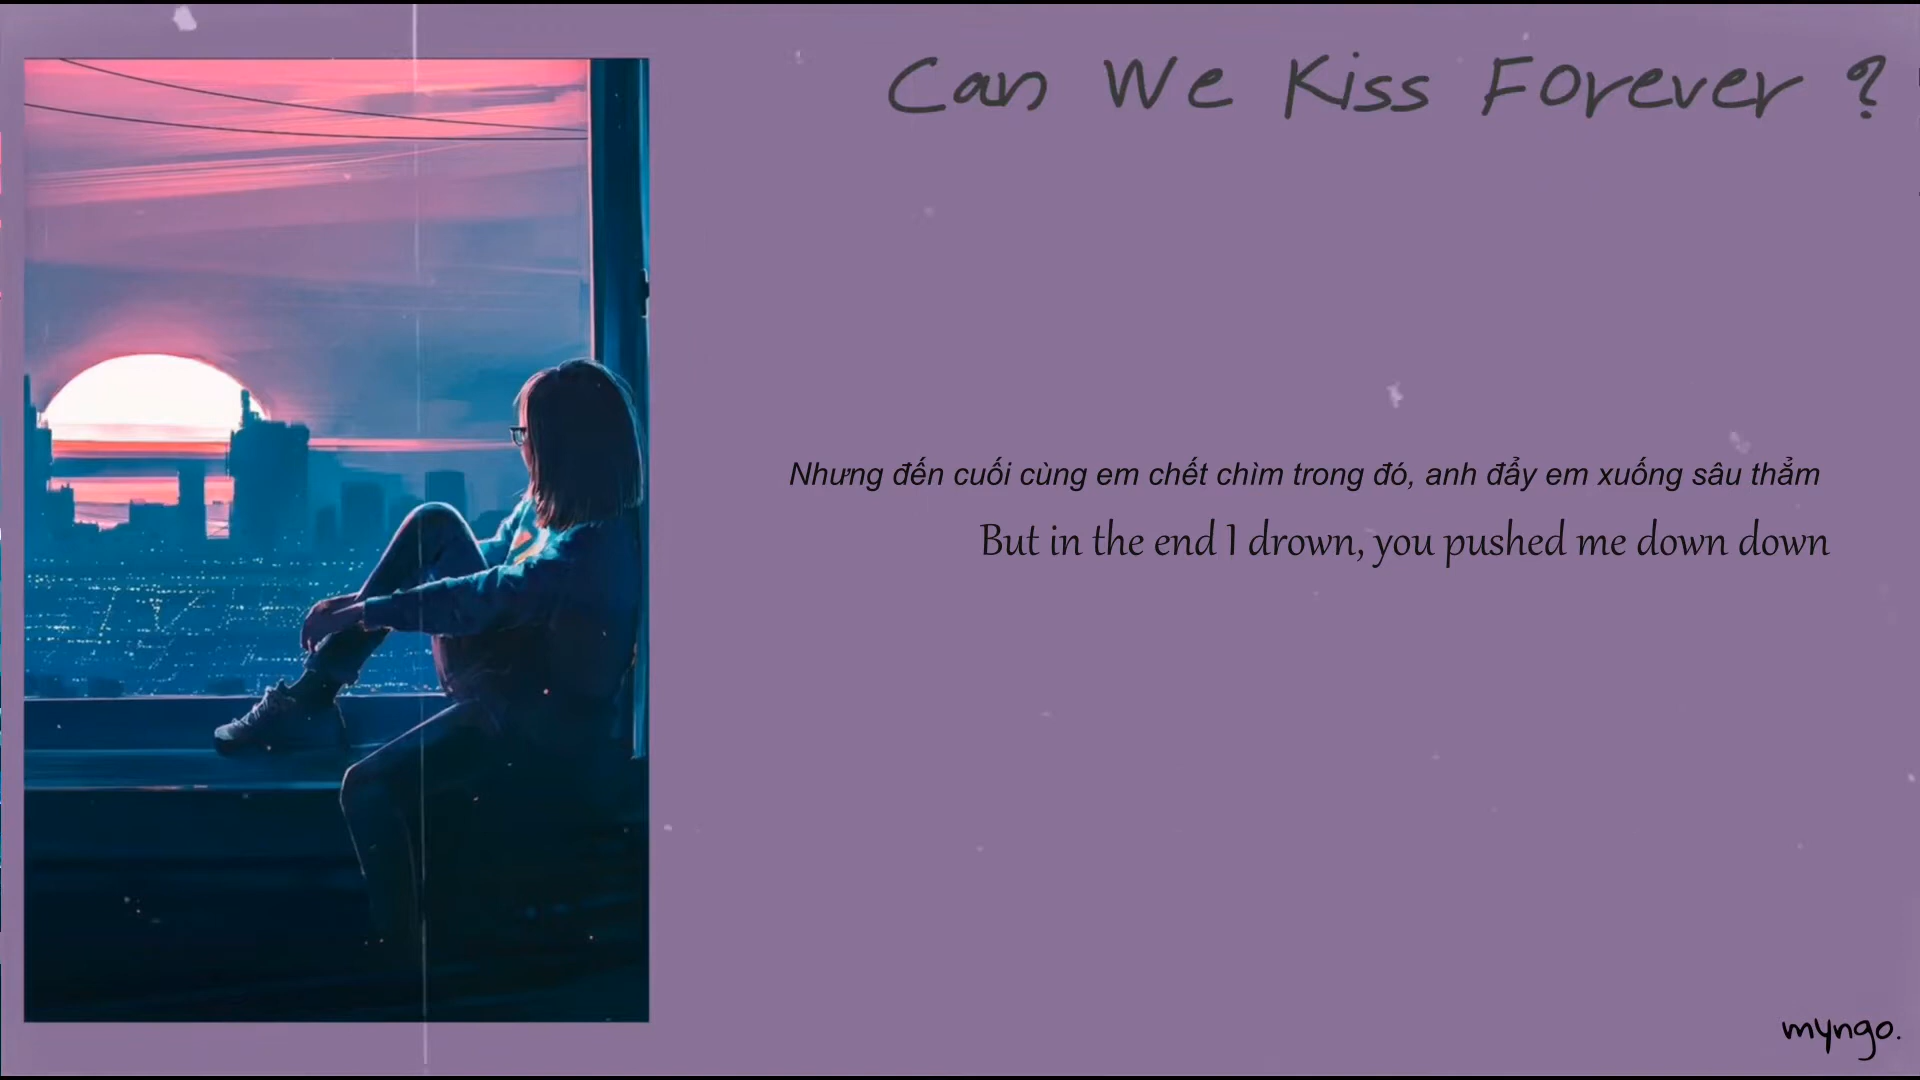 Can We Kiss Forever ?
Nhưng đến cuối cùng em chết chìm trong đó, anh đẩy em xuống sâu thẳm
But in the end I drown, you pushed me down down
myngo.